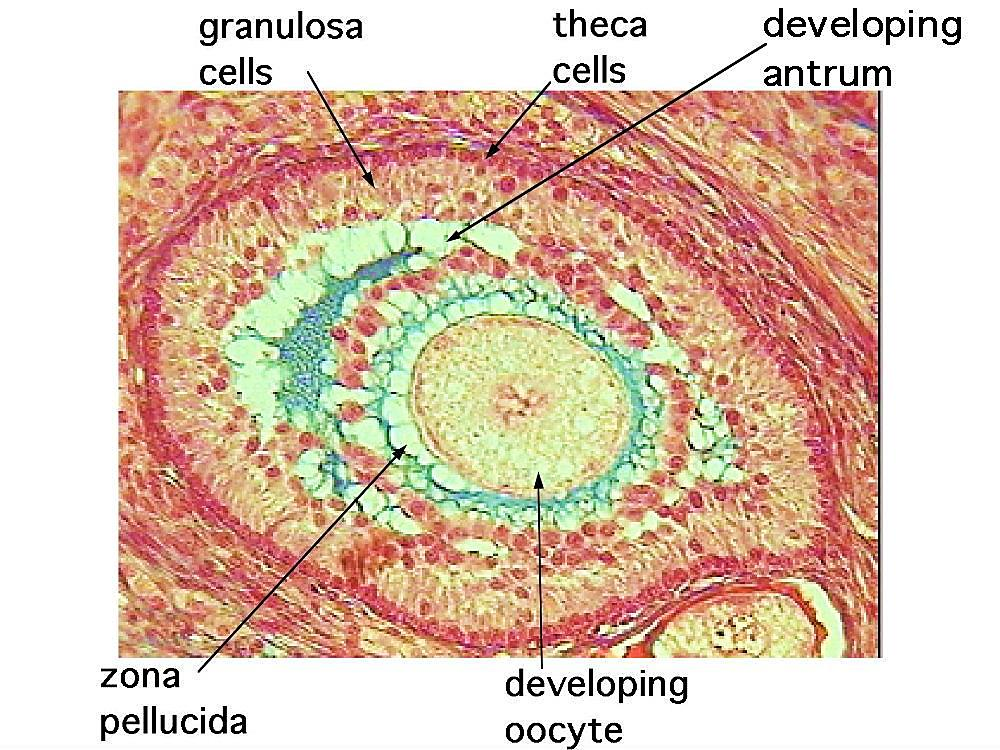 granulosa
cells
theca
cells
developing
antrum
zona
pellucida
developing
oocyte